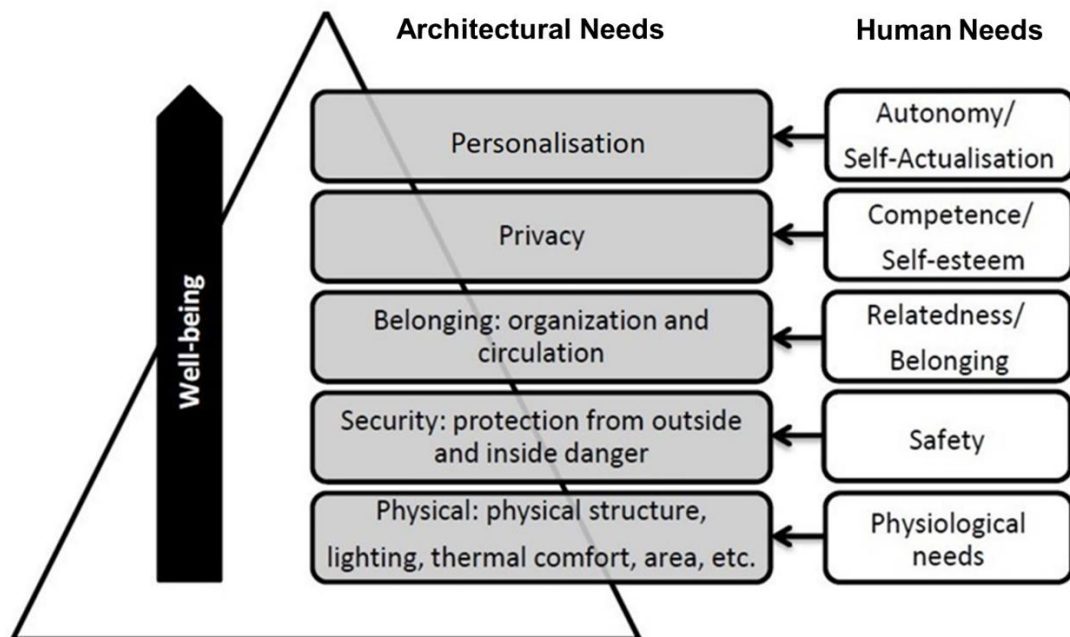 Architectural Needs
Human Needs
Well-being
Personalisation
Autonomy/
Self-Actualisation
Privacy
Competence/
Self-esteem
Belonging: organization and
circulation
Relatedness/
Belonging
Security: protection from outside
and inside danger
Safety
Physical: physical structure,
lighting, thermal comfort, area, etc.
Physiological
needs